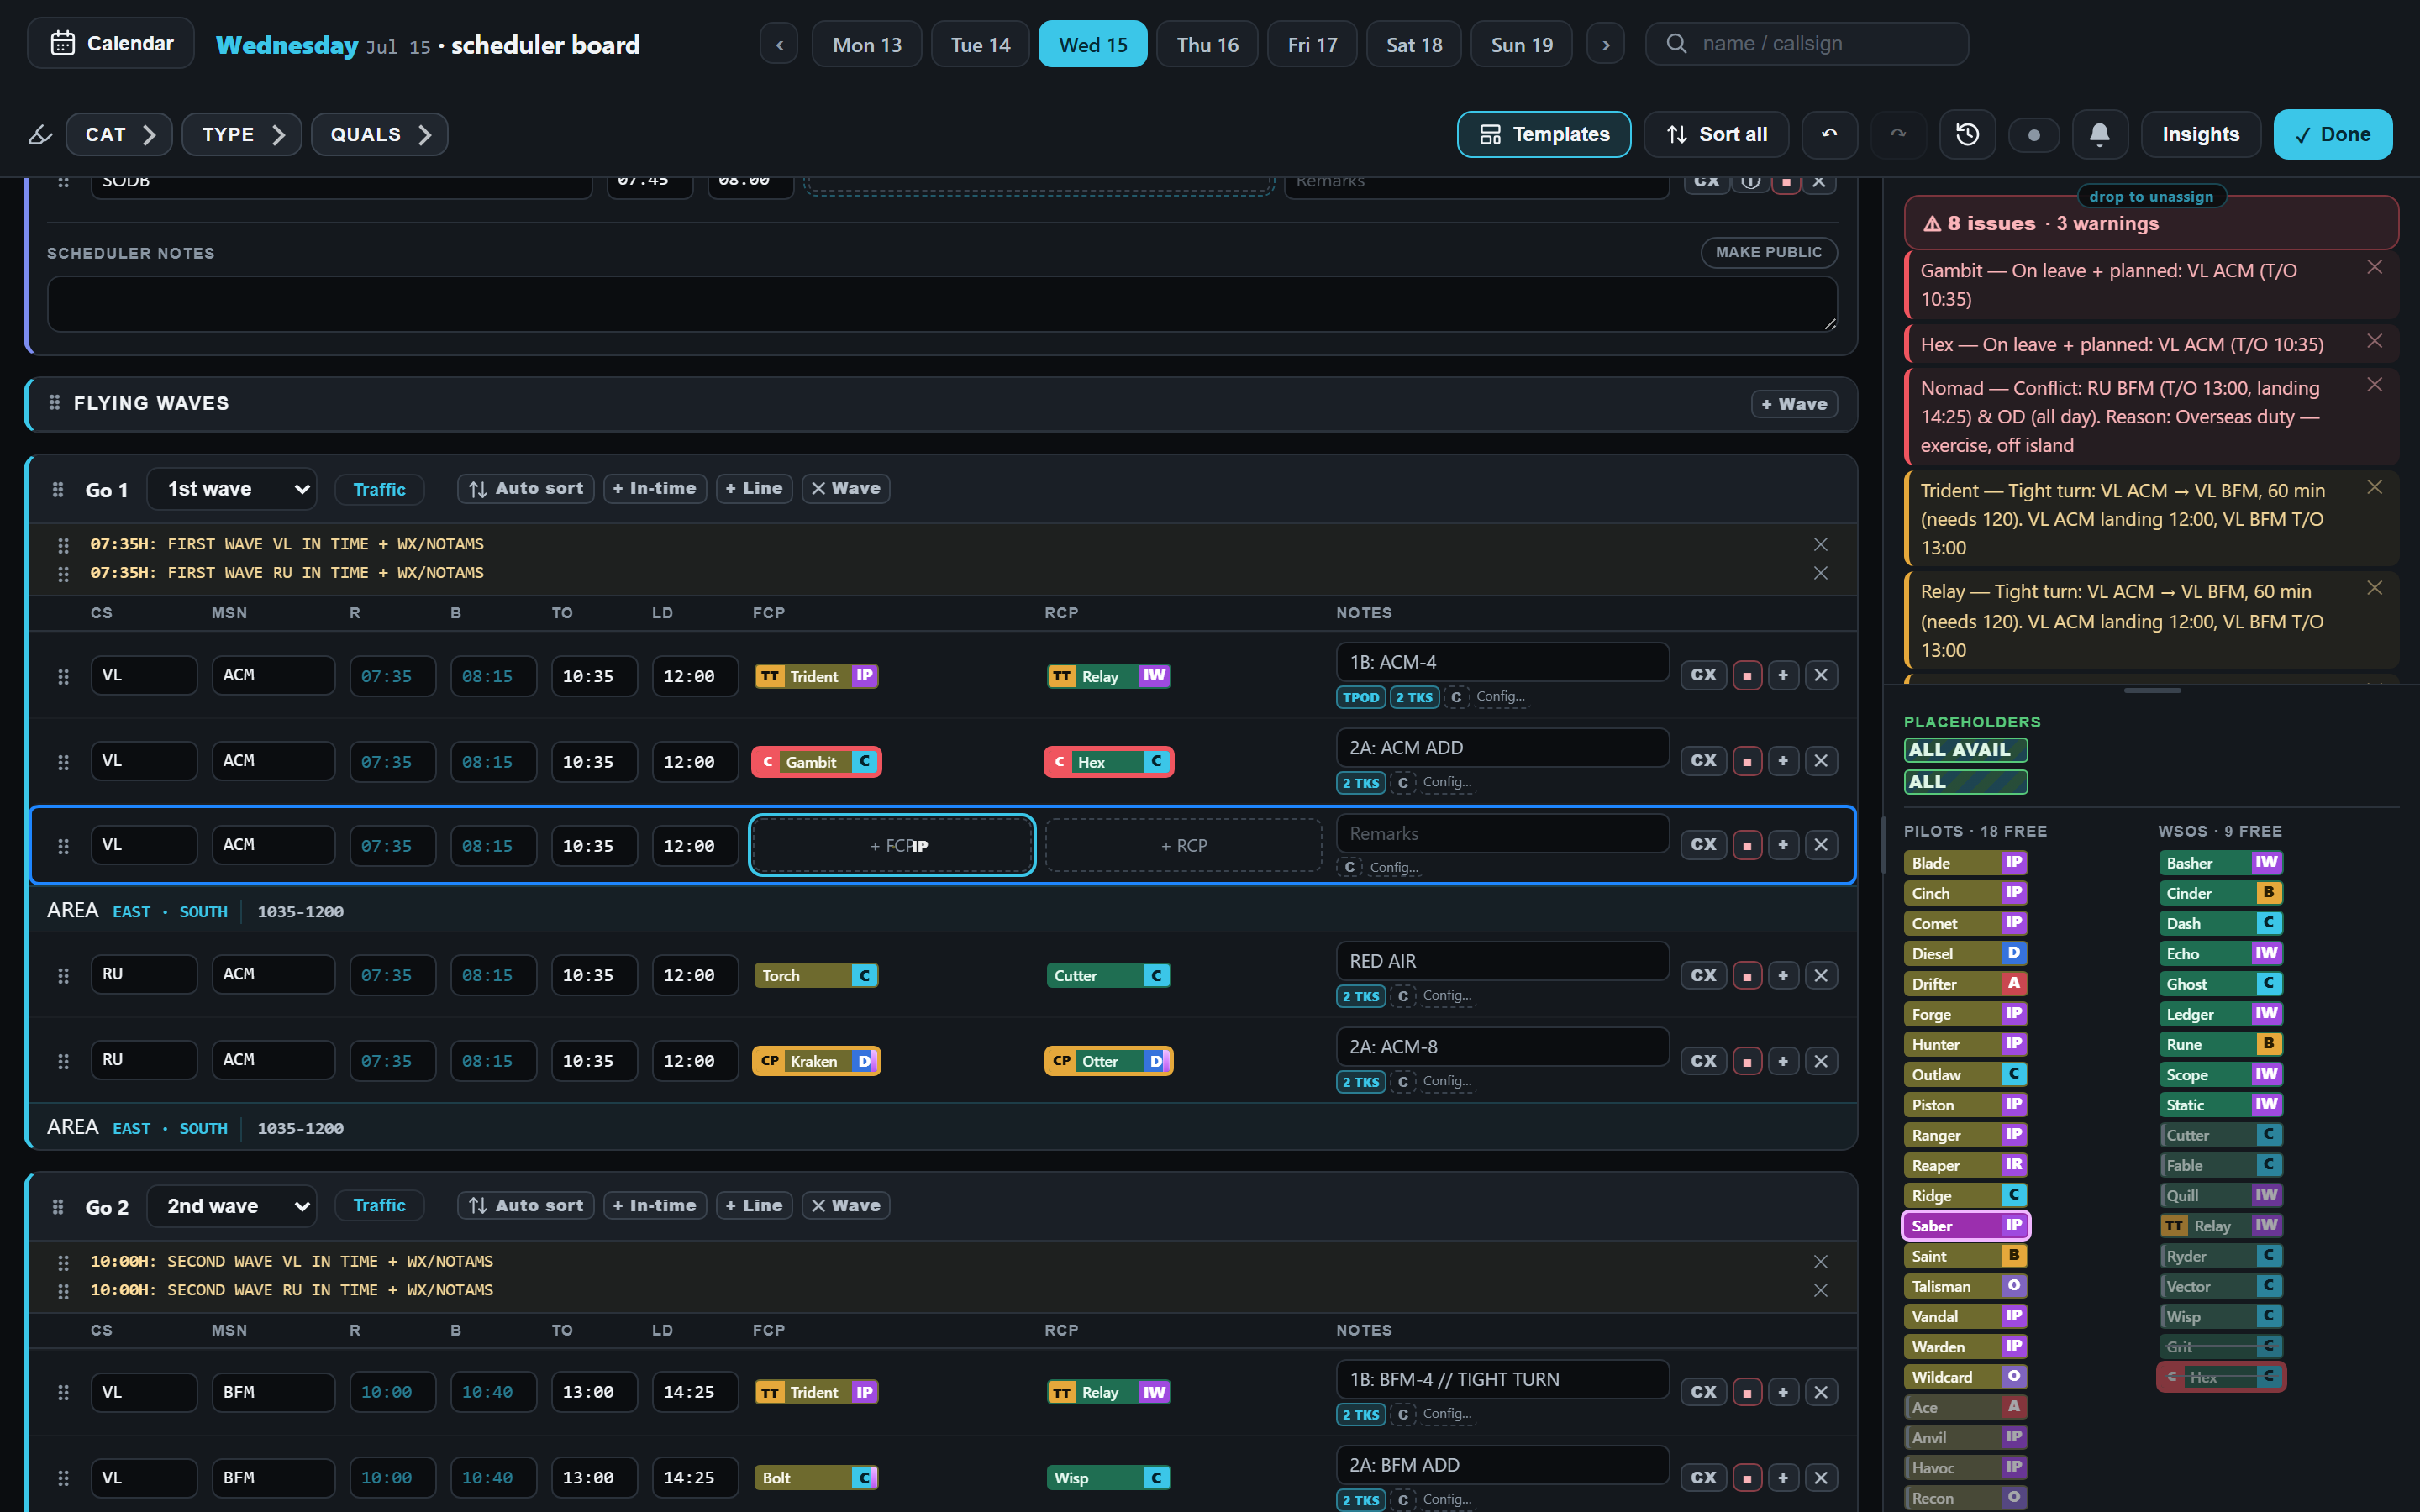 Calendar
Wednesday Jul 15 · scheduler board
‹ Mon 13 Tue 14 Wed 15 Thu 16 Fri 17 Sat 18 Sun 19 ›
name / callsign
CAT TYPE QUALS
Templates Sort all Insights ✓ Done
SODB 07:45 08:00 Remarks CX
SCHEDULER NOTES MAKE PUBLIC
FLYING WAVES + Wave
Go 1 1st wave Traffic Auto sort + In-time + Line × Wave
07:35H: FIRST WAVE VL IN TIME + WX/NOTAMS
07:35H: FIRST WAVE RU IN TIME + WX/NOTAMS
CS MSN R B TO LD FCP RCP NOTES
VL ACM 07:35 08:15 10:35 12:00 TT Trident IP TT Relay IW 1B: ACM-4 CX
TPOD 2 TKS C Config...
VL ACM 07:35 08:15 10:35 12:00 C Gambit C C Hex C 2A: ACM ADD CX
2 TKS C Config...
VL ACM 07:35 08:15 10:35 12:00 + FCP IP + RCP Remarks CX
C Config...
AREA EAST · SOUTH 1035-1200
RU ACM 07:35 08:15 10:35 12:00 Torch C Cutter C RED AIR CX
2 TKS C Config...
RU ACM 07:35 08:15 10:35 12:00 CP Kraken D CP Otter D 2A: ACM-8 CX
2 TKS C Config...
AREA EAST · SOUTH 1035-1200
Go 2 2nd wave Traffic Auto sort + In-time + Line × Wave
10:00H: SECOND WAVE VL IN TIME + WX/NOTAMS
10:00H: SECOND WAVE RU IN TIME + WX/NOTAMS
CS MSN R B TO LD FCP RCP NOTES
VL BFM 10:00 10:40 13:00 14:25 TT Trident IP TT Relay IW 1B: BFM-4 // TIGHT TURN CX
2 TKS C Config...
VL BFM 10:00 10:40 13:00 14:25 Bolt C Wisp C 2A: BFM ADD CX
2 TKS C Config...
drop to unassign
⚠ 8 issues · 3 warnings
Gambit — On leave + planned: VL ACM (T/O
10:35)
Hex — On leave + planned: VL ACM (T/O 10:35)
Nomad — Conflict: RU BFM (T/O 13:00, landing
14:25) & OD (all day). Reason: Overseas duty —
exercise, off island
Trident — Tight turn: VL ACM → VL BFM, 60 min
(needs 120). VL ACM landing 12:00, VL BFM T/O
13:00
Relay — Tight turn: VL ACM → VL BFM, 60 min
(needs 120). VL ACM landing 12:00, VL BFM T/O
13:00
PLACEHOLDERS
ALL AVAIL
ALL
PILOTS · 18 FREE WSOS · 9 FREE
Blade IP Basher IW
Cinch IP Cinder B
Comet IP Dash C
Diesel D Echo IW
Drifter A Ghost C
Forge IP Ledger IW
Hunter IP Rune B
Outlaw C Scope IW
Piston IP Static IW
Ranger IP Cutter C
Reaper IR Fable C
Ridge C Quill IW
Saber IP TT Relay IW
Saint B Ryder C
Talisman O Vector C
Vandal IP Wisp C
Warden IP Grit C
Wildcard O C Hex C
Ace A
Anvil IP
Havoc IP
Recon O